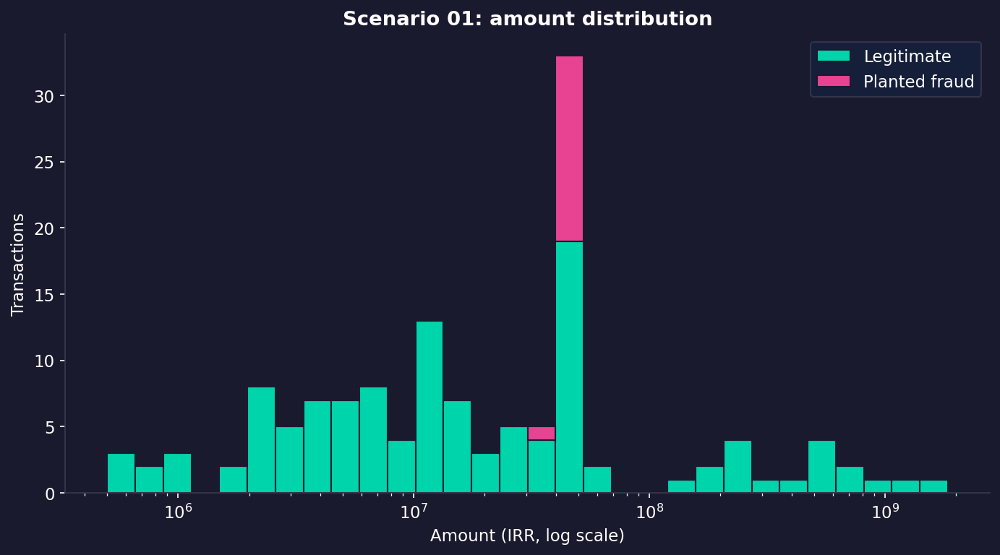 Scenario 01: amount distribution
Legitimate
Planted fraud
Transactions
30
25
20
15
10
5
0
10⁶
10⁷
10⁸
10⁹
Amount (IRR, log scale)